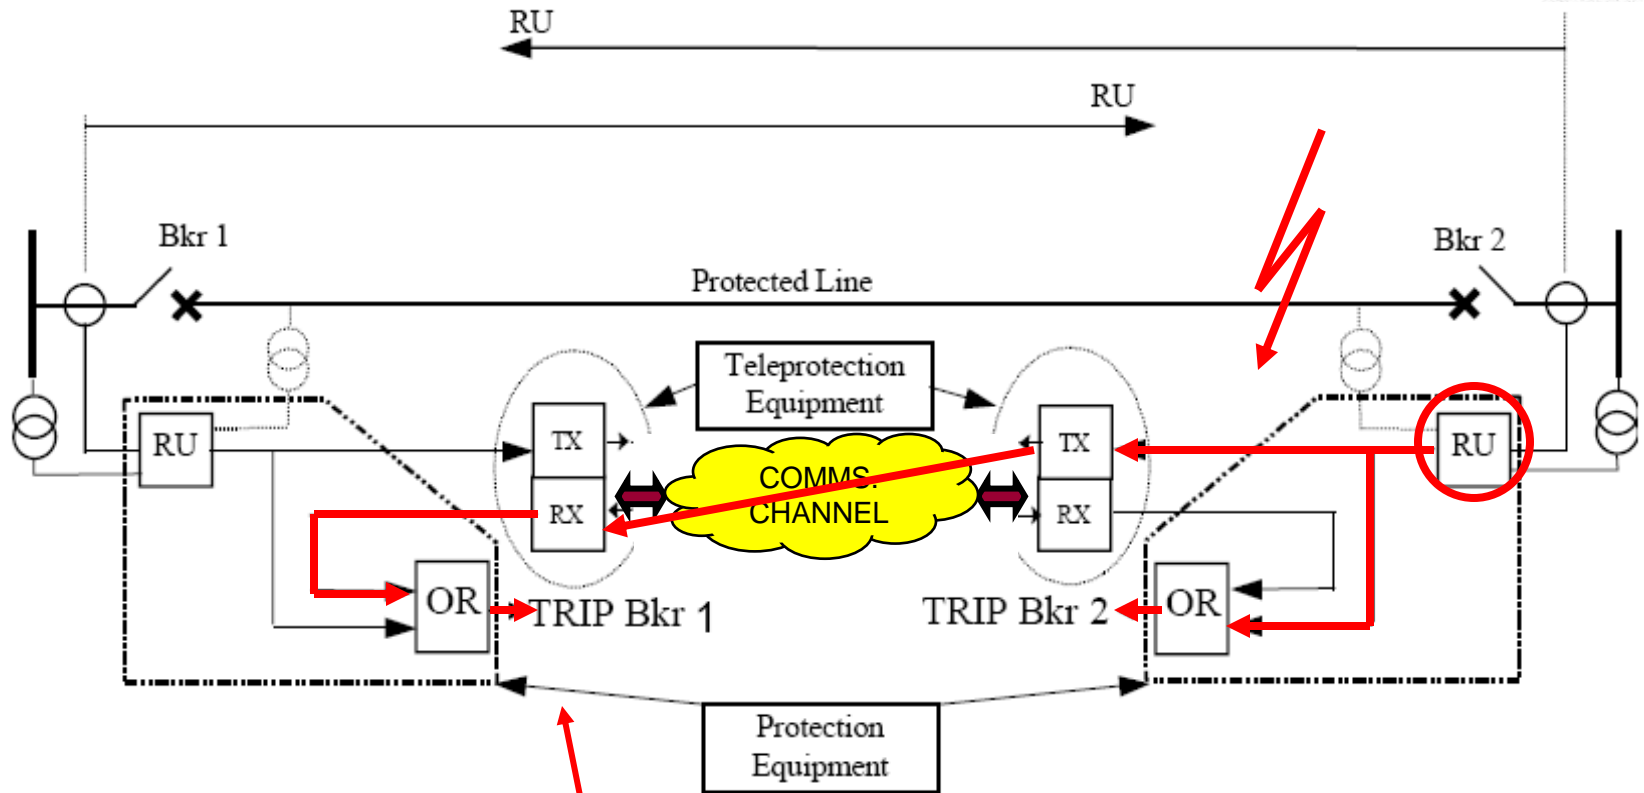 RU
RU
Bkr 1
Bkr 2
Protected Line
Teleprotection
Equipment
RU
TX
COMMS.
CHANNEL
TX
RU
RX
RX
OR
TRIP Bkr 1
TRIP Bkr 2
OR
Protection
Equipment